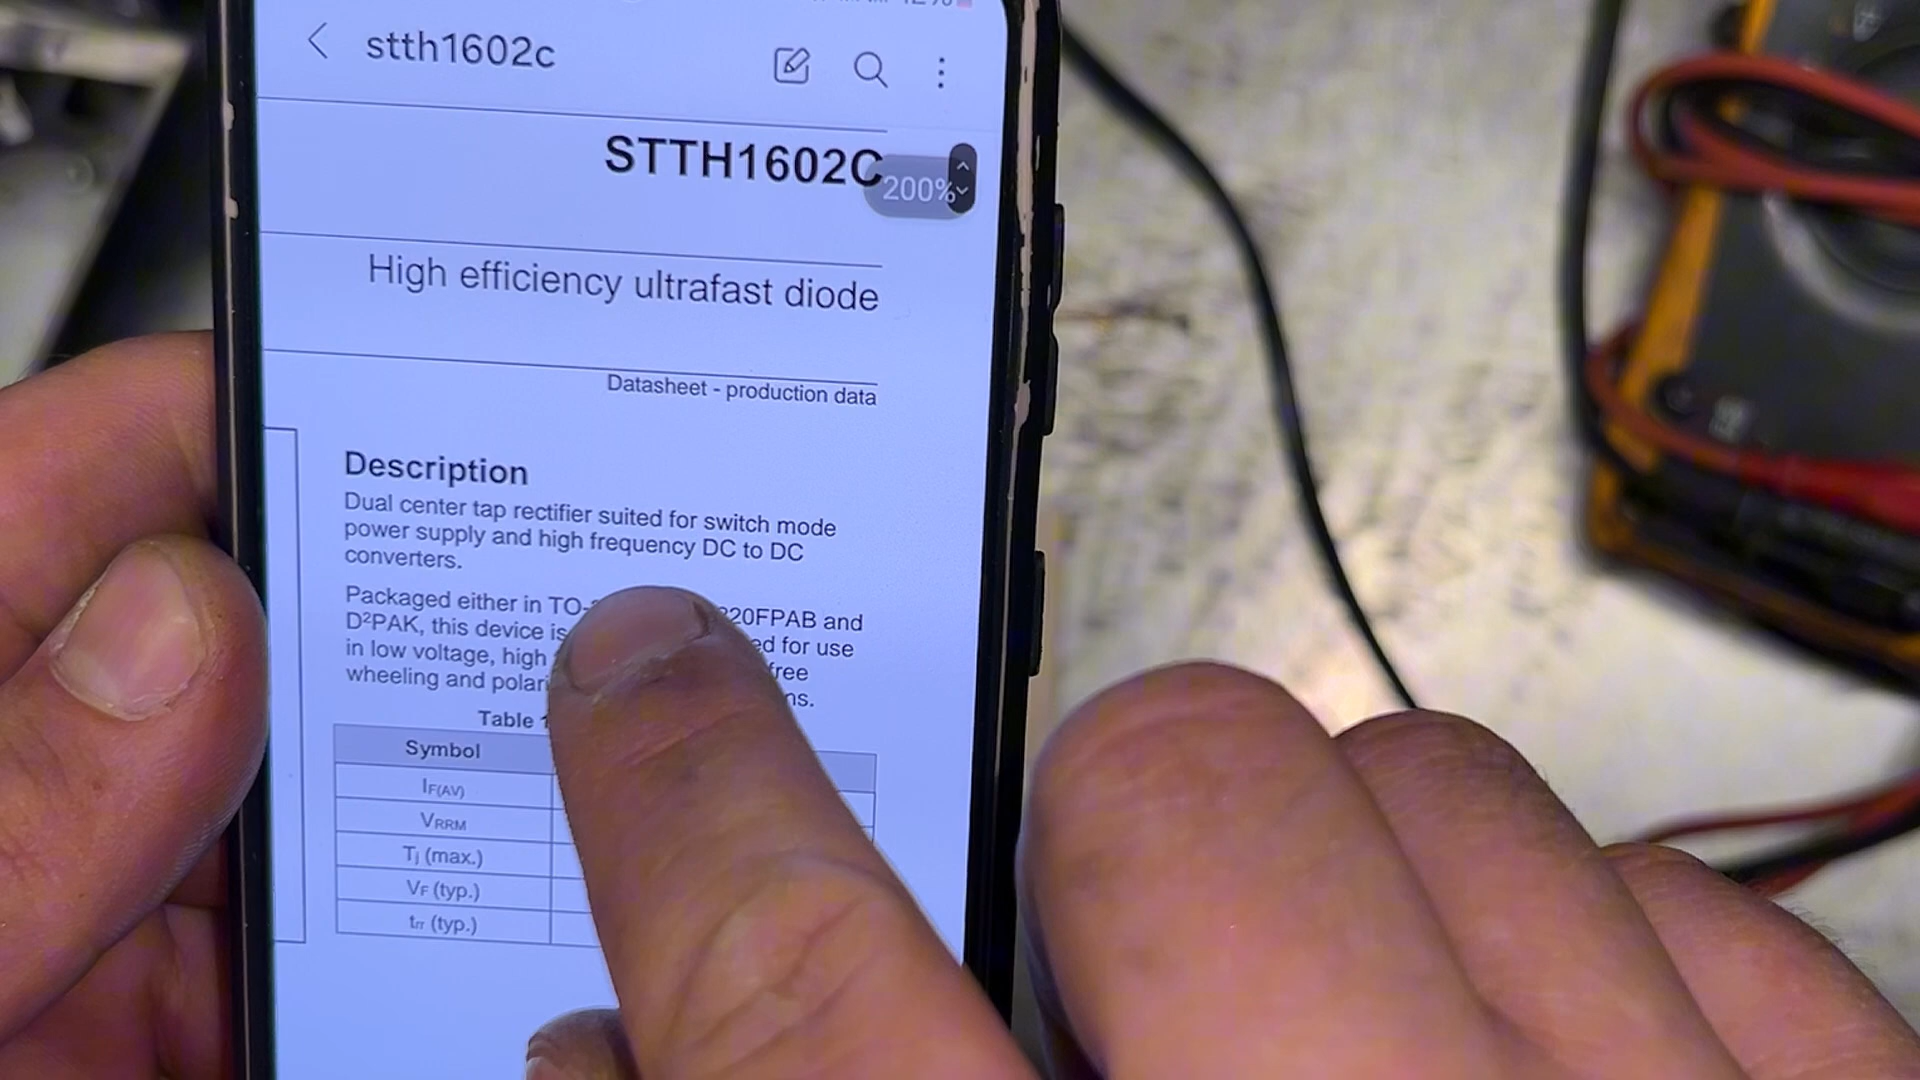 stth1602c
STTH1602C
200%
High efficiency ultrafast diode
Datasheet - production data
Description
Dual center tap rectifier suited for switch mode
power supply and high frequency DC to DC
converters.
Packaged either in TO- 220FPAB and
D²PAK, this device is for use
in low voltage, high free
wheeling and
Table
Symbol
IF(AV)
VRRM
Tj (max.)
VF (typ.)
trr (typ.)